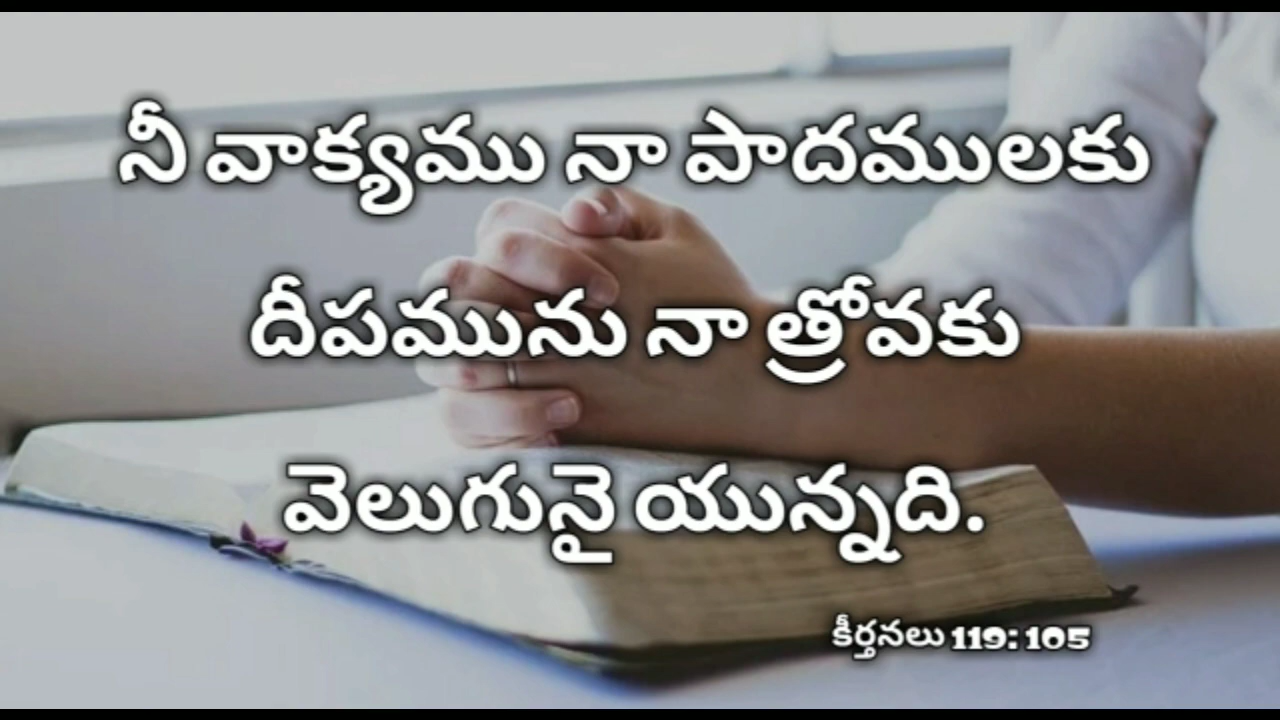 నీ వాక్యము నా పాదములకు
దీపమును నా త్రోవకు
వెలుగునై యున్నది.
కీర్తనలు 119: 105